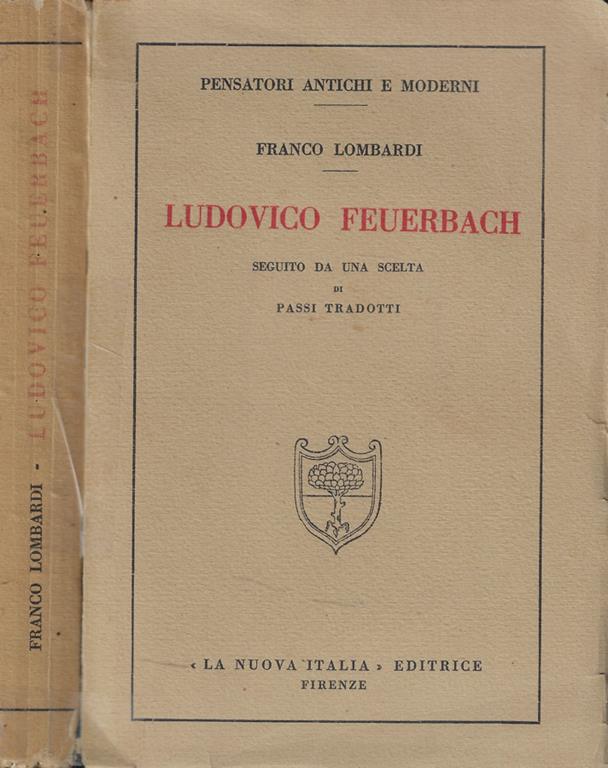 FRANCO LOMBARDI - LUDOVICO FEUERBACH
PENSATORI ANTICHI E MODERNI
FRANCO LOMBARDI
LUDOVICO FEUERBACH
SEGUITO DA UNA SCELTA
DI
PASSI TRADOTTI
« LA NUOVA ITALIA » EDITRICE
FIRENZE